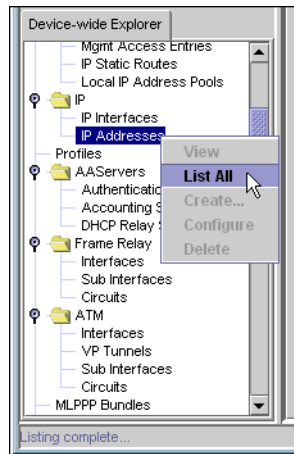 Device-wide Explorer
Mgmt Access Entries
IP Static Routes
Local IP Address Pools
IP
IP Interfaces
IP Addresses
Profiles
View
AAServers
List All
Authenticatio
Create...
Accounting S
Configure
DHCP Relay
Delete
Frame Relay
Interfaces
Sub Interfaces
Circuits
ATM
Interfaces
VP Tunnels
Sub Interfaces
Circuits
MLPPP Bundles
Listing complete...